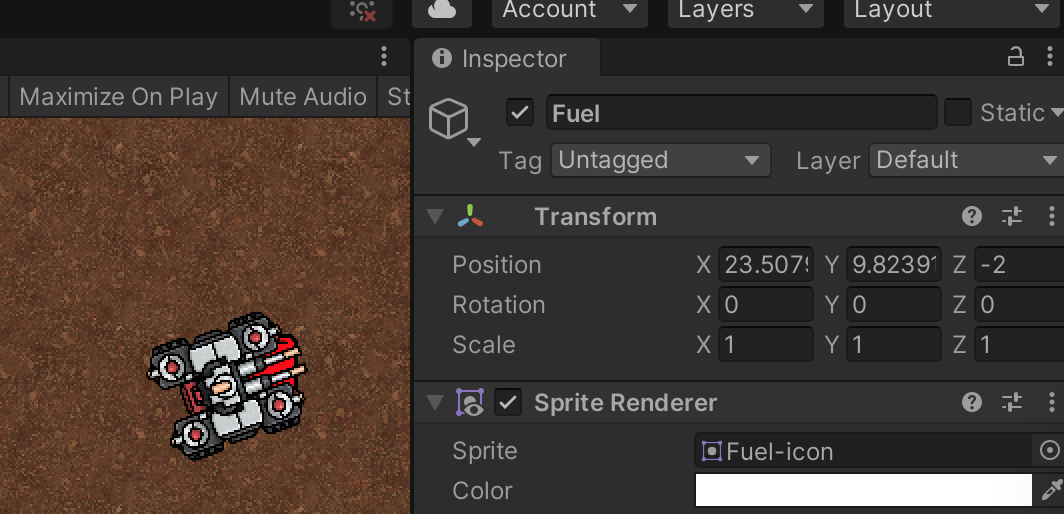 Account Layers Layout
Inspector
Maximize On Play Mute Audio St
Fuel Static
Tag Untagged Layer Default
Transform
Position X 23.5079 Y 9.82391 Z -2
Rotation X 0 Y 0 Z 0
Scale X 1 Y 1 Z 1
Sprite Renderer
Sprite Fuel-icon
Color